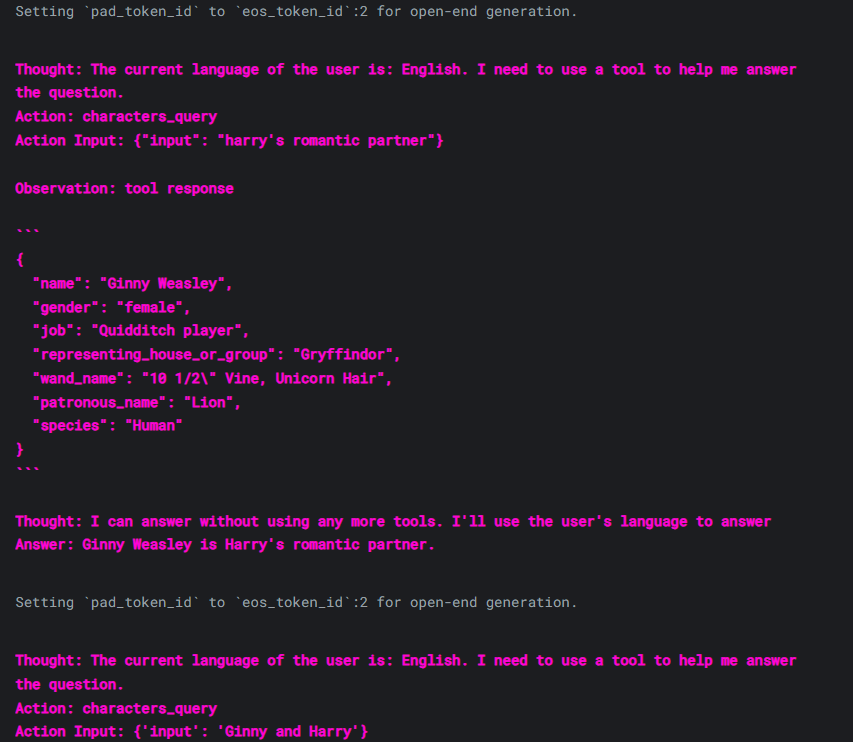 Setting `pad_token_id` to `eos_token_id`:2 for open-end generation.
Thought: The current language of the user is: English. I need to use a tool to help me answer
the question.
Action: characters_query
Action Input: {"input": "harry's romantic partner"}
Observation: tool response
```
{
  "name": "Ginny Weasley",
  "gender": "female",
  "job": "Quidditch player",
  "representing_house_or_group": "Gryffindor",
  "wand_name": "10 1/2\" Vine, Unicorn Hair",
  "patronous_name": "Lion",
  "species": "Human"
}
```
Thought: I can answer without using any more tools. I'll use the user's language to answer
Answer: Ginny Weasley is Harry's romantic partner.
Setting `pad_token_id` to `eos_token_id`:2 for open-end generation.
Thought: The current language of the user is: English. I need to use a tool to help me answer
the question.
Action: characters_query
Action Input: {'input': 'Ginny and Harry'}